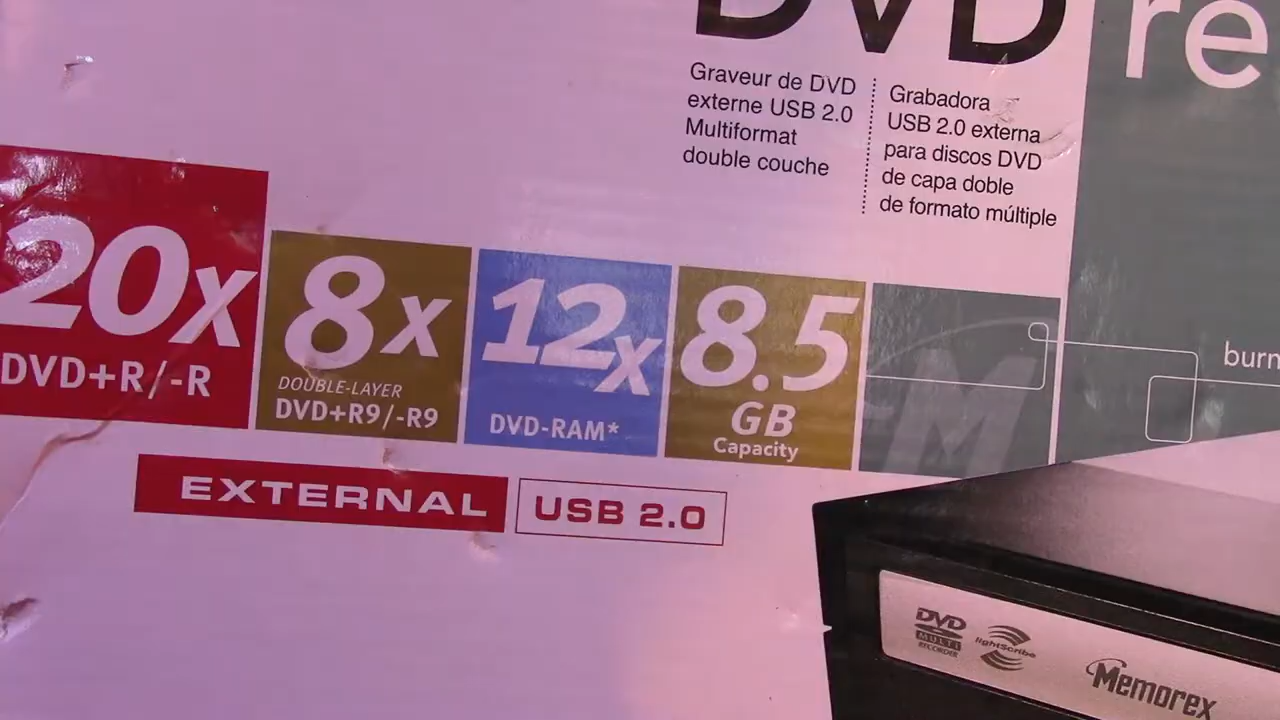 DVD re
Graveur de DVD
externe USB 2.0
Multiformat
double couche
Grabadora
USB 2.0 externa
para discos DVD
de capa doble
de formato múltiple
20x
DVD+R/-R
8x
DOUBLE-LAYER
DVD+R9/-R9
12x
DVD-RAM*
8.5
GB
Capacity
M
burn
EXTERNAL
USB 2.0
DVD
MULTI
RECORDER
lightScribe
Memorex